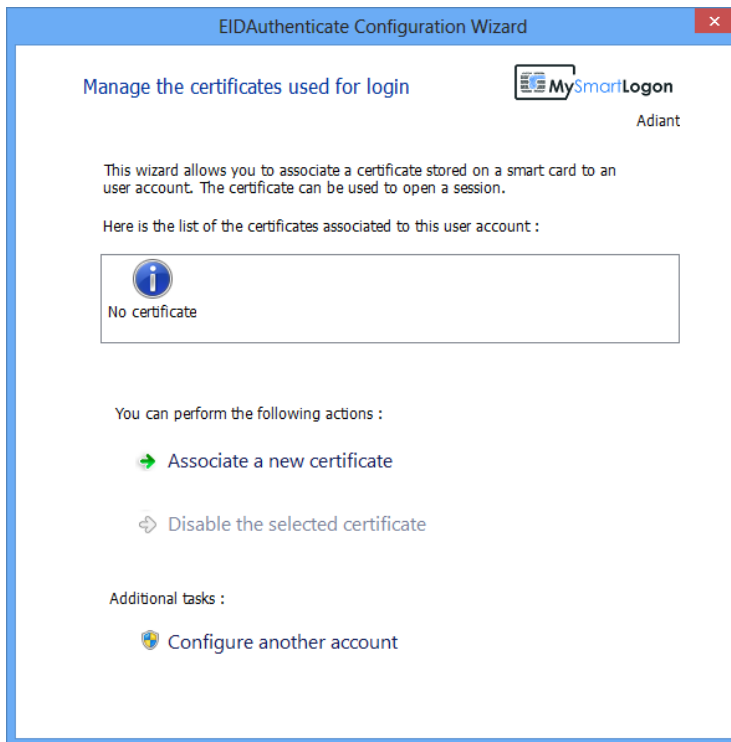 EIDAuthenticate Configuration Wizard
Manage the certificates used for login
MySmartLogon
Adiant
This wizard allows you to associate a certificate stored on a smart card to an
user account. The certificate can be used to open a session.
Here is the list of the certificates associated to this user account :
No certificate
You can perform the following actions :
Associate a new certificate
Disable the selected certificate
Additional tasks :
Configure another account